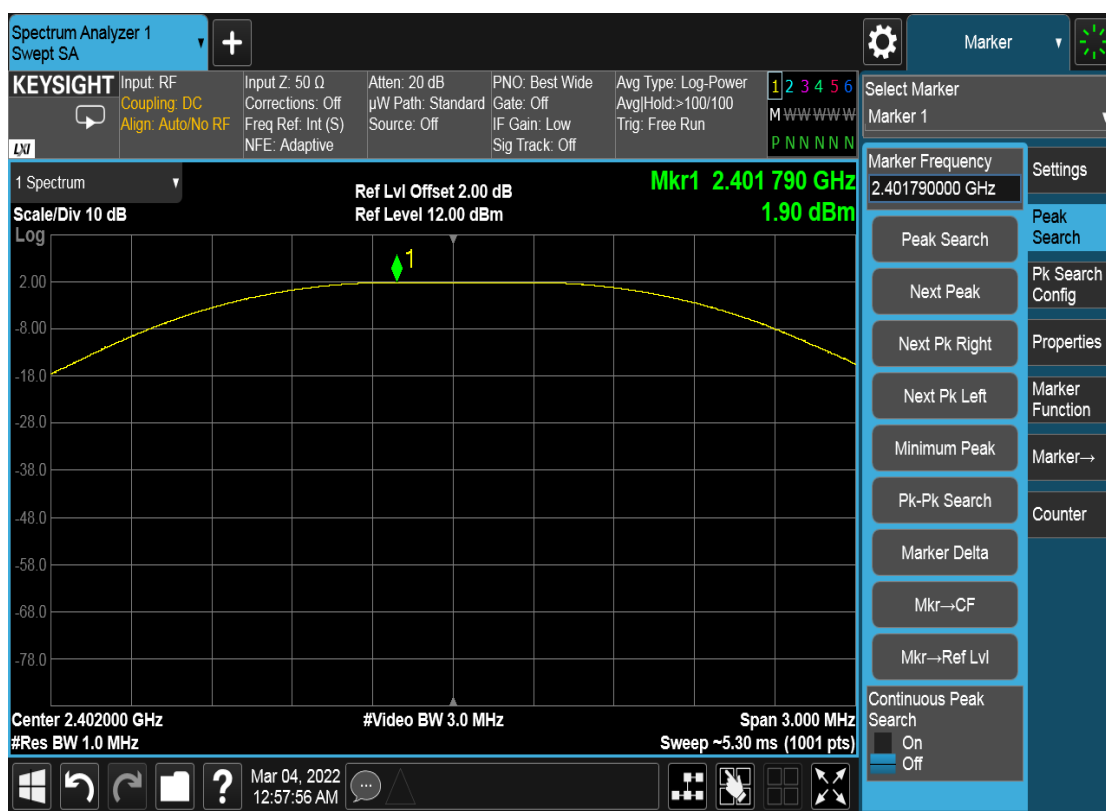 Spectrum Analyzer 1
Swept SA
Marker
KEYSIGHT
LXI
Input: RF
Coupling: DC
Align: Auto/No RF
Input Z: 50 Ω
Corrections: Off
Freq Ref: Int (S)
NFE: Adaptive
Atten: 20 dB
µW Path: Standard
Source: Off
PNO: Best Wide
Gate: Off
IF Gain: Low
Sig Track: Off
Avg Type: Log-Power
Avg|Hold:>100/100
Trig: Free Run
1 2 3 4 5 6
M W W W W W
P N N N N N
Select Marker
Marker 1
1 Spectrum
Scale/Div 10 dB
Log
Ref Lvl Offset 2.00 dB
Ref Level 12.00 dBm
Mkr1 2.401 790 GHz
1.90 dBm
1
2.00
-8.00
-18.0
-28.0
-38.0
-48.0
-58.0
-68.0
-78.0
Center 2.402000 GHz
#Res BW 1.0 MHz
#Video BW 3.0 MHz
Span 3.000 MHz
Sweep ~5.30 ms (1001 pts)
Marker Frequency
2.401790000 GHz
Peak Search
Next Peak
Next Pk Right
Next Pk Left
Minimum Peak
Pk-Pk Search
Marker Delta
Mkr→CF
Mkr→Ref Lvl
Continuous Peak
Search
On
Off
Settings
Peak
Search
Pk Search
Config
Properties
Marker
Function
Marker→
Counter
?
Mar 04, 2022
12:57:56 AM